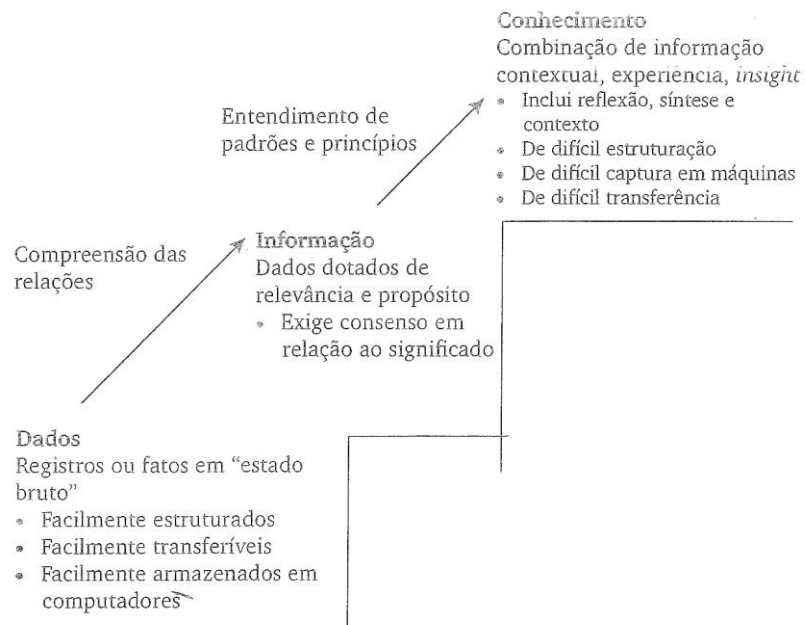 Conhecimento
Combinação de informação
contextual, experiência, insight
• Inclui reflexão, síntese e
contexto
• De difícil estruturação
• De difícil captura em máquinas
• De difícil transferência
Entendimento de
padrões e princípios
Informação
Dados dotados de
relevância e propósito
• Exige consenso em
relação ao significado
Compreensão das
relações
Dados
Registros ou fatos em “estado
bruto”
• Facilmente estruturados
• Facilmente transferíveis
• Facilmente armazenados em
computadores